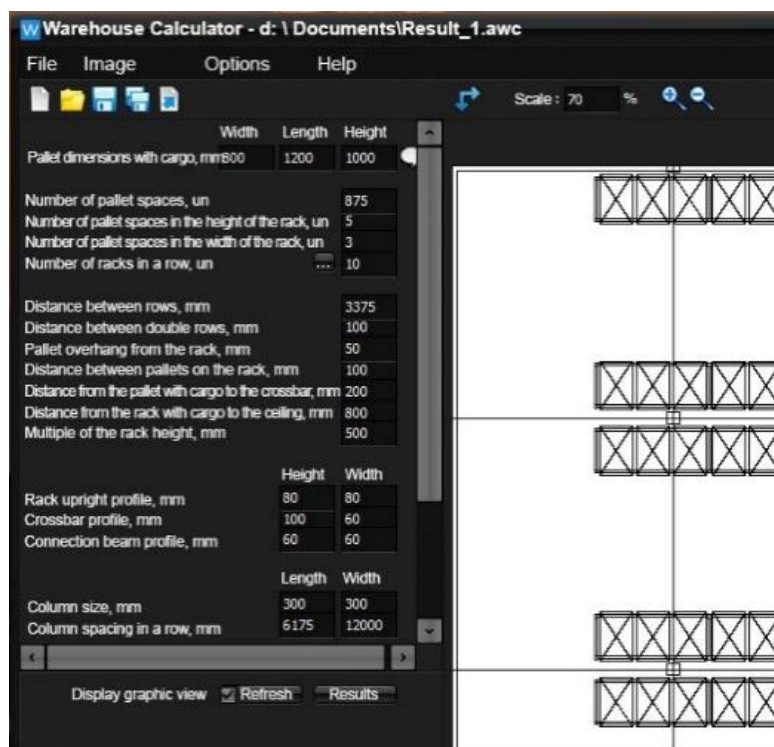 Warehouse Calculator - d: \ Documents\Result_1.awc
File Image Options Help
Scale: 70 %
Width Length Height
Pallet dimensions with cargo, mm 800 1200 1000
Number of pallet spaces, un 875
Number of pallet spaces in the height of the rack, un 5
Number of pallet spaces in the width of the rack, un 3
Number of racks in a row, un ... 10
Distance between rows, mm 3375
Distance between double rows, mm 100
Pallet overhang from the rack, mm 50
Distance between pallets on the rack, mm 100
Distance from the pallet with cargo to the crossbar, mm 200
Distance from the rack with cargo to the ceiling, mm 800
Multiple of the rack height, mm 500
Height Width
Rack upright profile, mm 80 80
Crossbar profile, mm 100 60
Connection beam profile, mm 60 60
Length Width
Column size, mm 300 300
Column spacing in a row, mm 6175 12000
Display graphic view Refresh Results